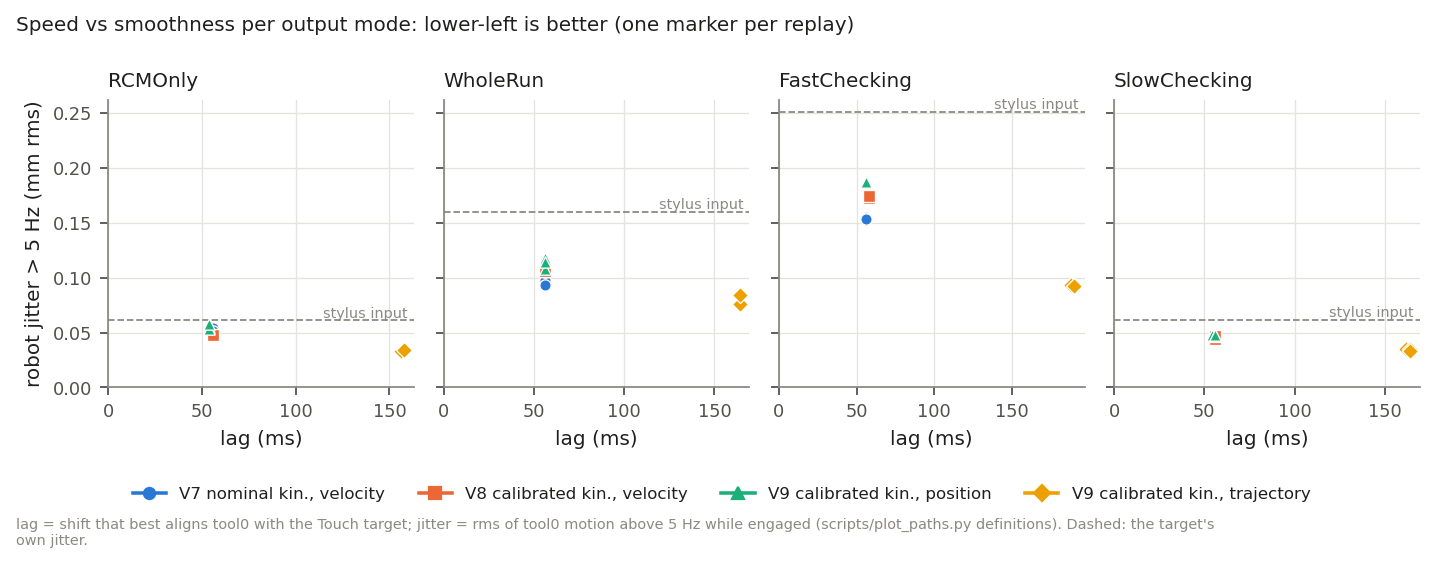 Speed vs smoothness per output mode: lower-left is better (one marker per replay)
RCMOnly
WholeRun
FastChecking
SlowChecking
robot jitter > 5 Hz (mm rms)
0.25
0.20
0.15
0.10
0.05
0.00
stylus input
stylus input
stylus input
stylus input
0 50 100 150
0 50 100 150
0 50 100 150
0 50 100 150
lag (ms)
lag (ms)
lag (ms)
lag (ms)
V7 nominal kin., velocity
V8 calibrated kin., velocity
V9 calibrated kin., position
V9 calibrated kin., trajectory
lag = shift that best aligns tool0 with the Touch target; jitter = rms of tool0 motion above 5 Hz while engaged (scripts/plot_paths.py definitions). Dashed: the target's
own jitter.